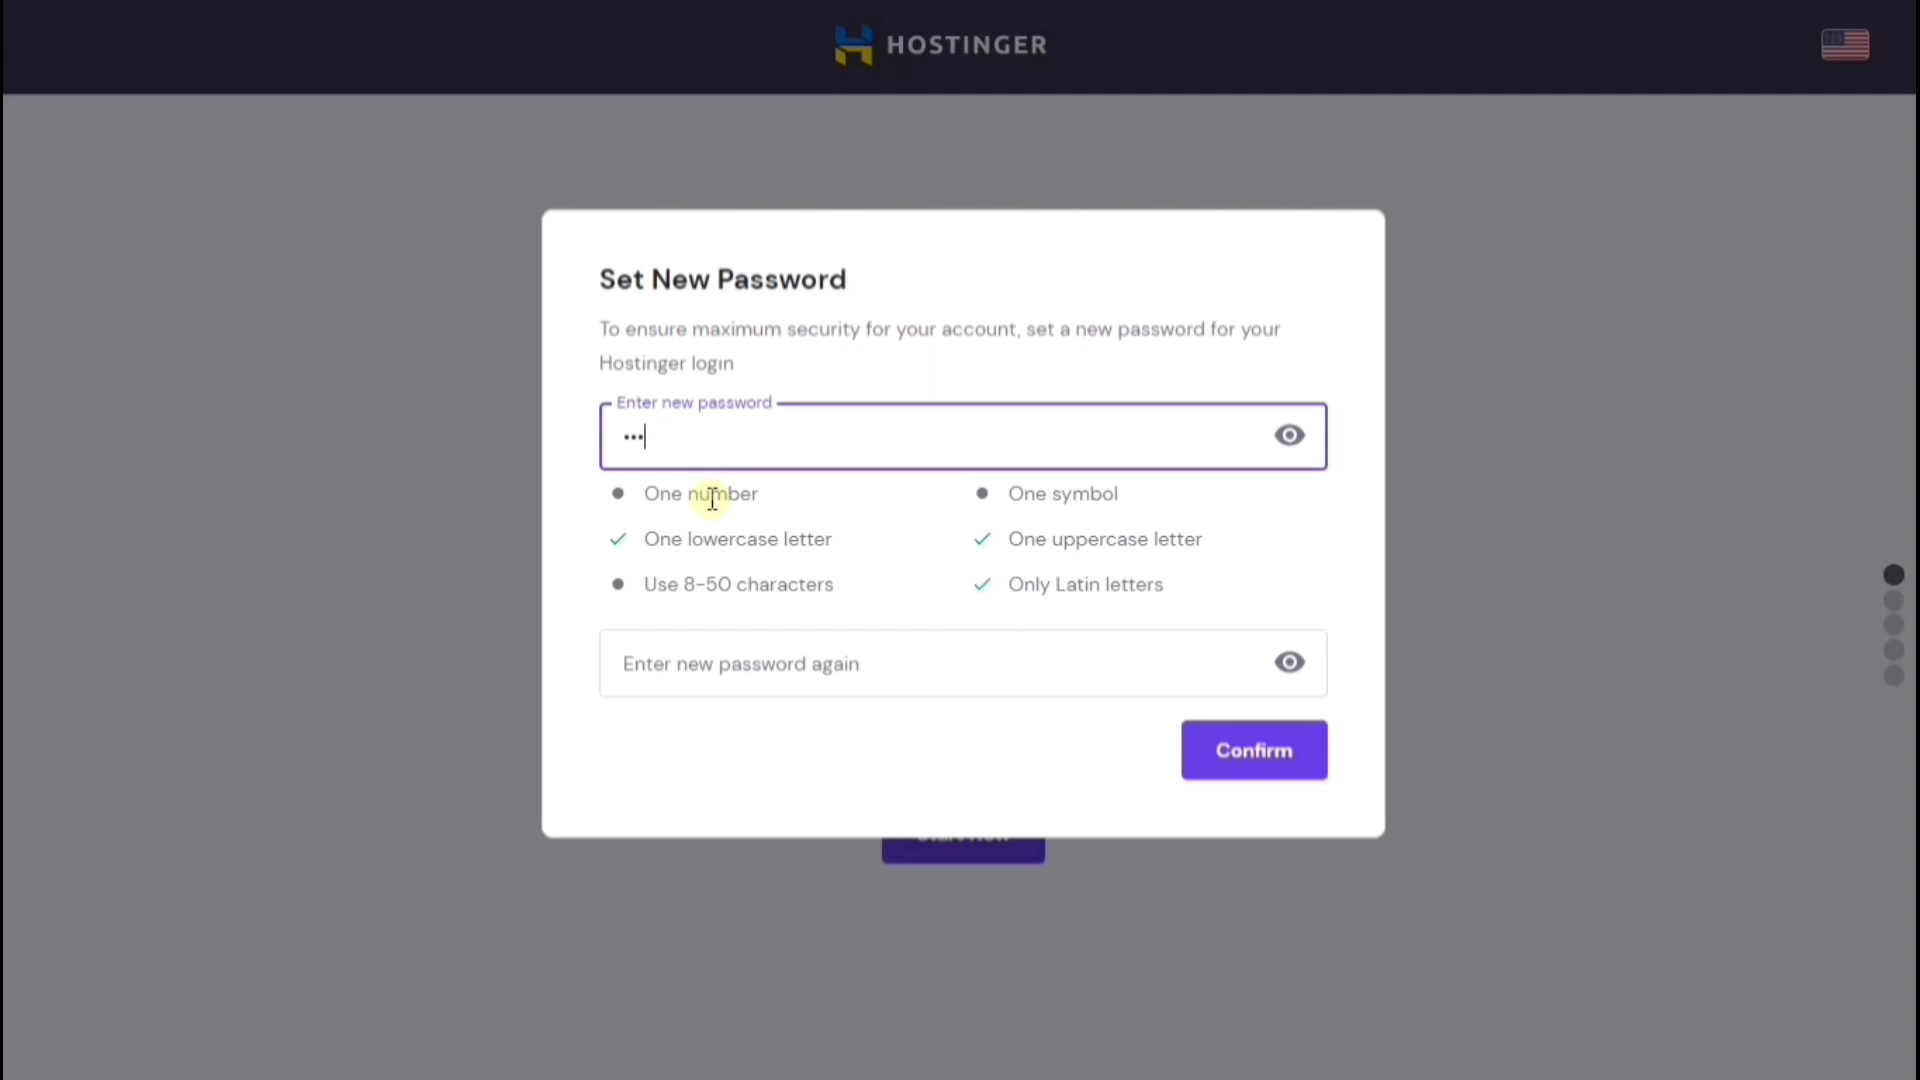 HOSTINGER
Set New Password
To ensure maximum security for your account, set a new password for your
Hostinger login
Enter new password
•••
One number
One symbol
One lowercase letter
One uppercase letter
Use 8-50 characters
Only Latin letters
Enter new password again
Confirm